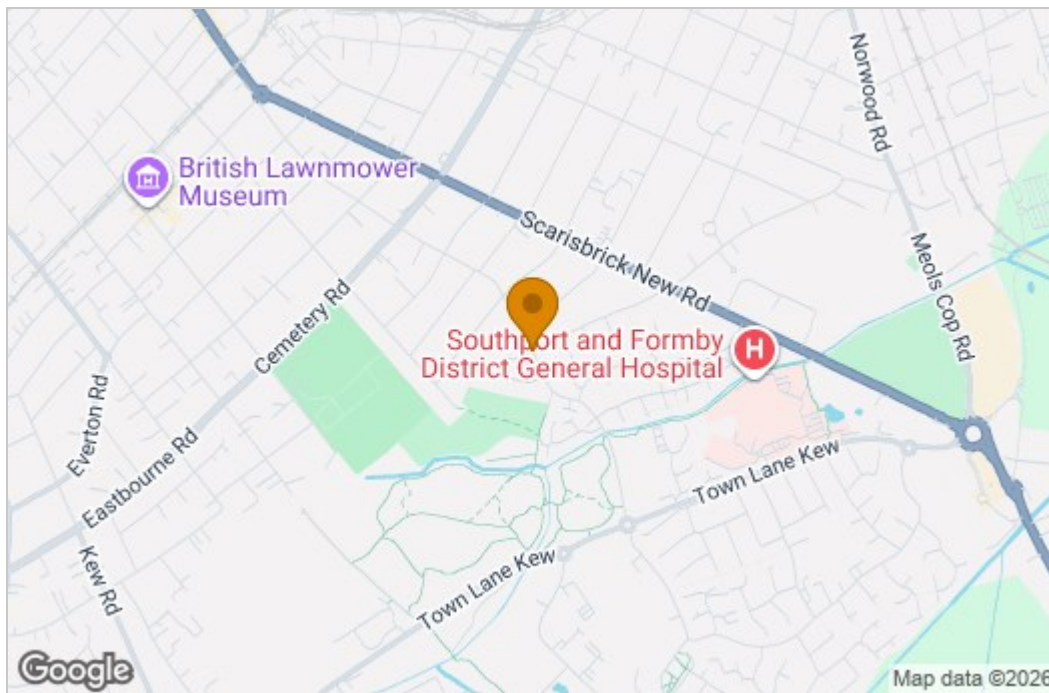 Norwood Rd
British Lawnmower
Museum
Scarisbrick New Rd
Meols Cop Rd
Cemetery Rd
Southport and Formby
District General Hospital
H
Everton Rd
Eastbourne Rd
Town Lane Kew
Kew Rd
Town Lane Kew
Google
Map data ©2026